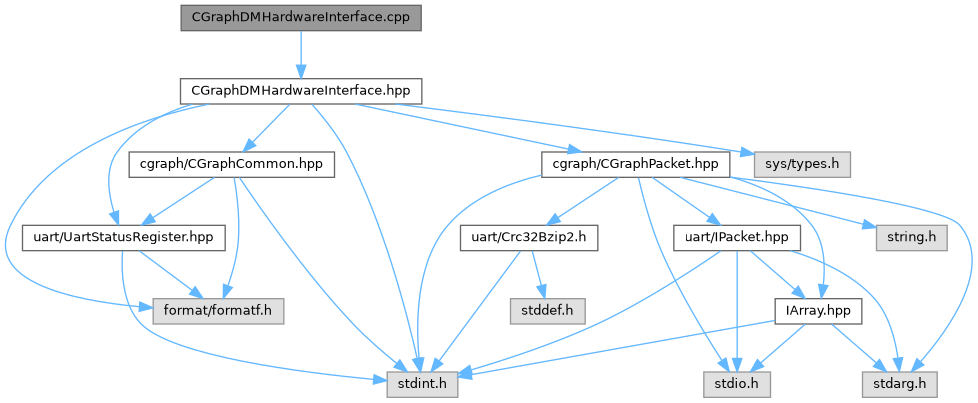 CGraphDMHardwareInterface.cpp
CGraphDMHardwareInterface.hpp
cgraph/CGraphCommon.hpp
cgraph/CGraphPacket.hpp
sys/types.h
uart/UartStatusRegister.hpp
uart/Crc32Bzip2.h
uart/IPacket.hpp
string.h
format/formatf.h
stddef.h
IArray.hpp
stdint.h
stdio.h
stdarg.h